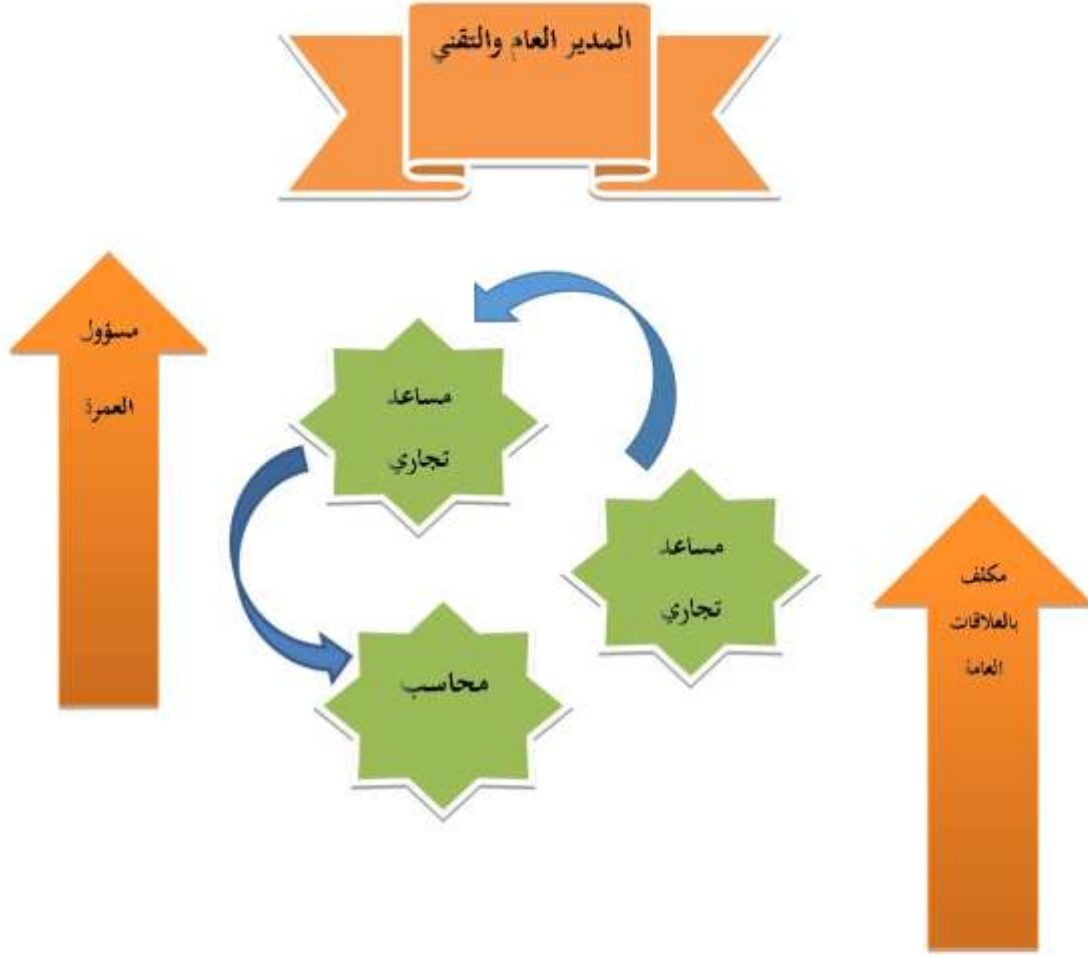 المدير العام والتقني
مسؤول
العمرة
مساعد
تجاري
مساعد
تجاري
محاسب
مكلف
بالعلاقات
العامة